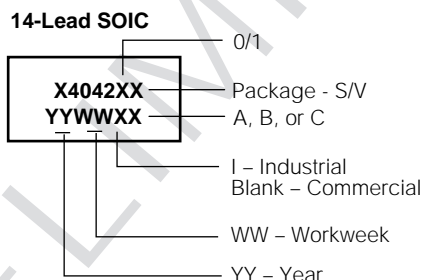 14-Lead SOIC
0/1
X4042XX
Package - S/V
YYWWXX
A, B, or C
I – Industrial
Blank – Commercial
WW – Workweek
YY – Year